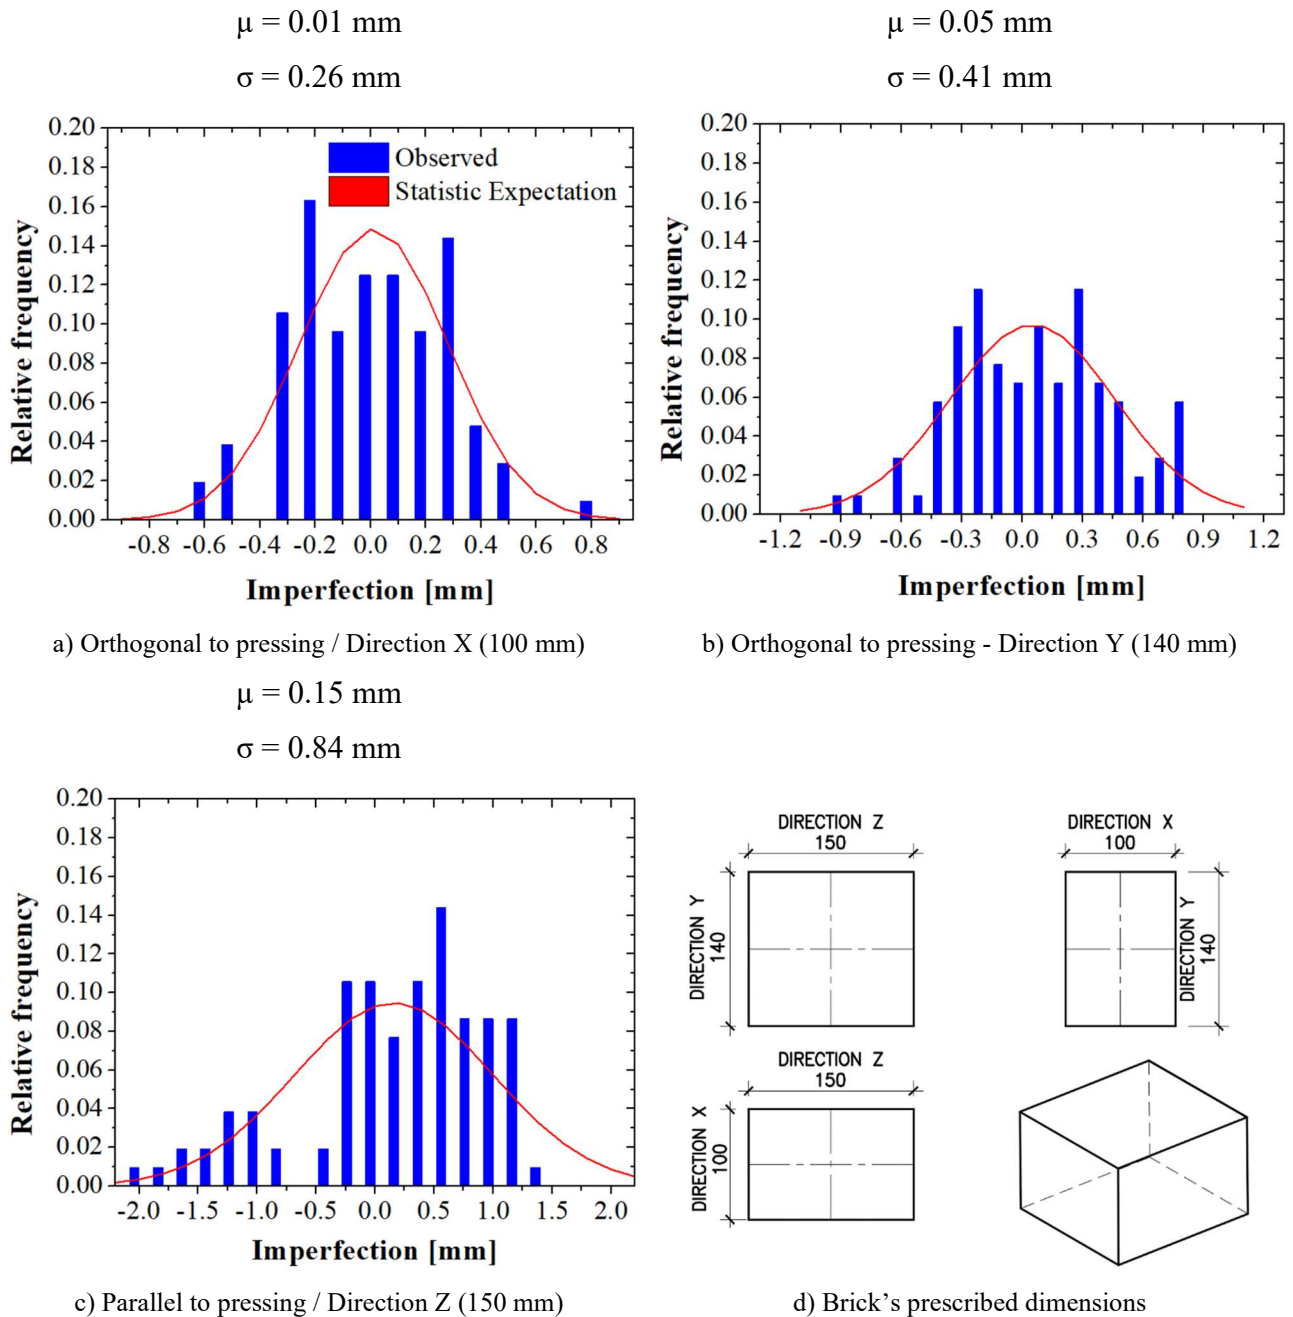 μ = 0.01 mm
σ = 0.26 mm
0.20
0.18
0.16
0.14
0.12
0.10
0.08
0.06
0.04
0.02
0.00
Relative frequency
Observed
Statistic Expectation
-0.8 -0.6 -0.4 -0.2 0.0 0.2 0.4 0.6 0.8
Imperfection [mm]
a) Orthogonal to pressing / Direction X (100 mm)
μ = 0.05 mm
σ = 0.41 mm
0.20
0.18
0.16
0.14
0.12
0.10
0.08
0.06
0.04
0.02
0.00
Relative frequency
-1.2 -0.9 -0.6 -0.3 0.0 0.3 0.6 0.9 1.2
Imperfection [mm]
b) Orthogonal to pressing - Direction Y (140 mm)
μ = 0.15 mm
σ = 0.84 mm
0.20
0.18
0.16
0.14
0.12
0.10
0.08
0.06
0.04
0.02
0.00
Relative frequency
-2.0 -1.5 -1.0 -0.5 0.0 0.5 1.0 1.5 2.0
Imperfection [mm]
c) Parallel to pressing / Direction Z (150 mm)
DIRECTION Z
150
DIRECTION Y
140
DIRECTION X
100
DIRECTION Y
140
DIRECTION Z
150
DIRECTION X
100
d) Brick's prescribed dimensions